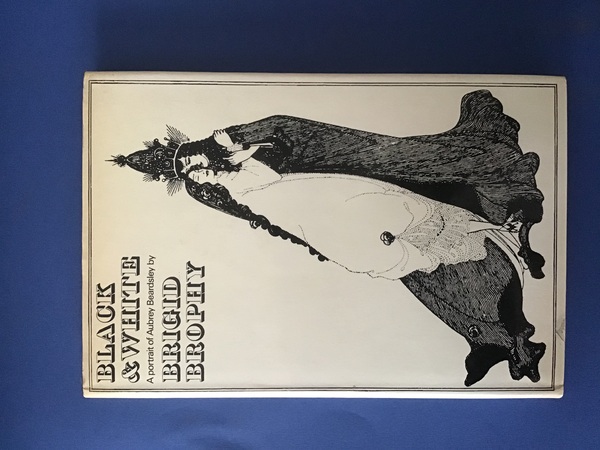 BLACK
& WHITE
A portrait of Aubrey Beardsley by
BRIGID
BROPHY